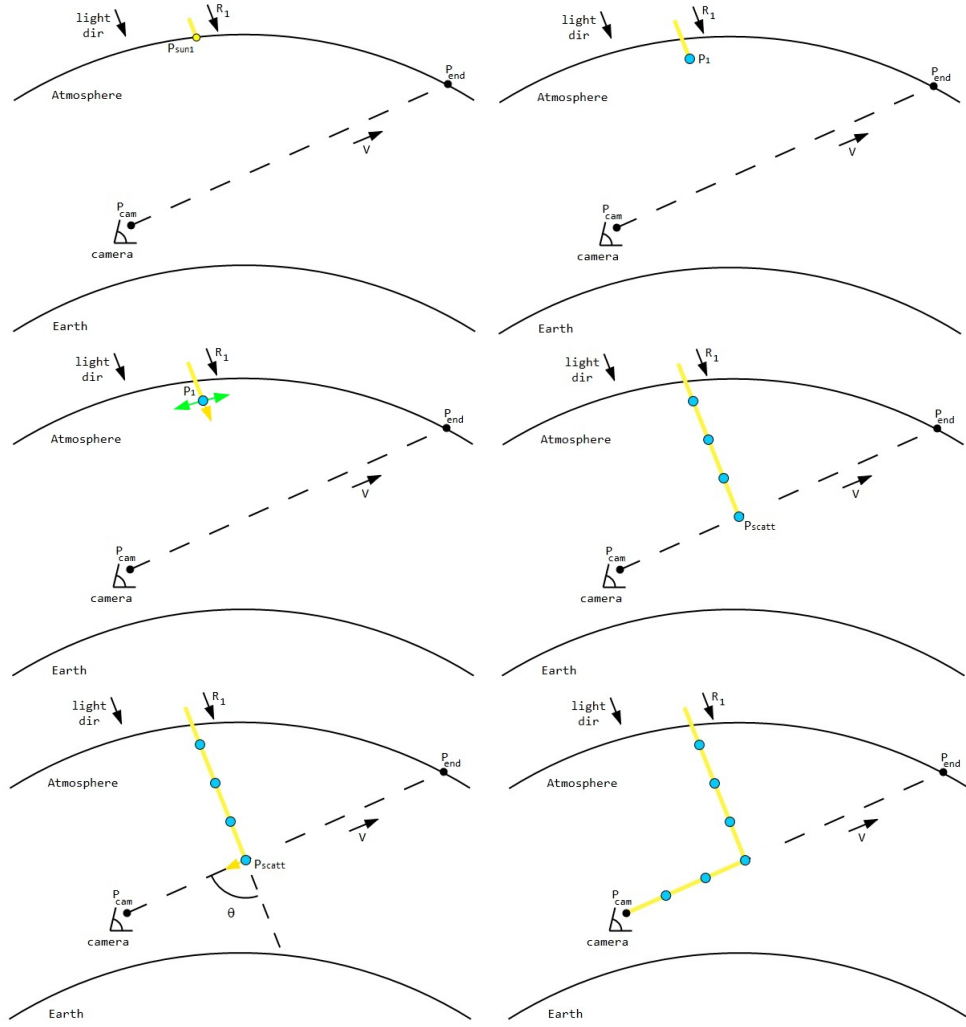 light
dir
R1
Psun1
Pend
Atmosphere
V
Pcam
camera
Earth
light
dir
R1
P1
Pend
Atmosphere
V
Pcam
camera
Earth
light
dir
R1
P1
Pend
Atmosphere
V
Pcam
camera
Earth
light
dir
R1
Pend
Atmosphere
V
Pscatt
Pcam
camera
Earth
light
dir
R1
Pend
Atmosphere
V
Pscatt
Pcam
θ
camera
Earth
light
dir
R1
Pend
Atmosphere
V
Pcam
camera
Earth